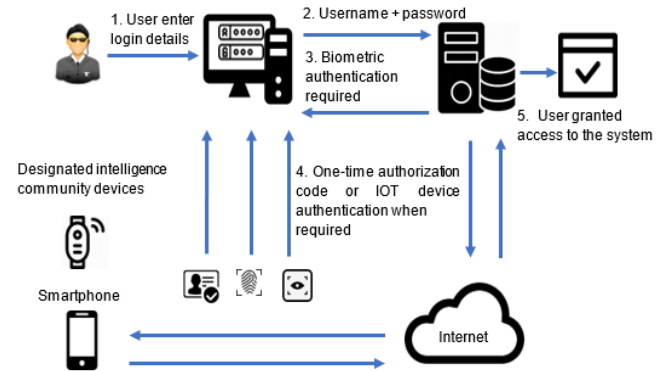 1. User enter
login details
2. Username + password
3. Biometric
authentication
required
5. User granted
access to the system
4. One-time authorization
code or IOT device
authentication when
required
Designated intelligence
community devices
Smartphone
Internet